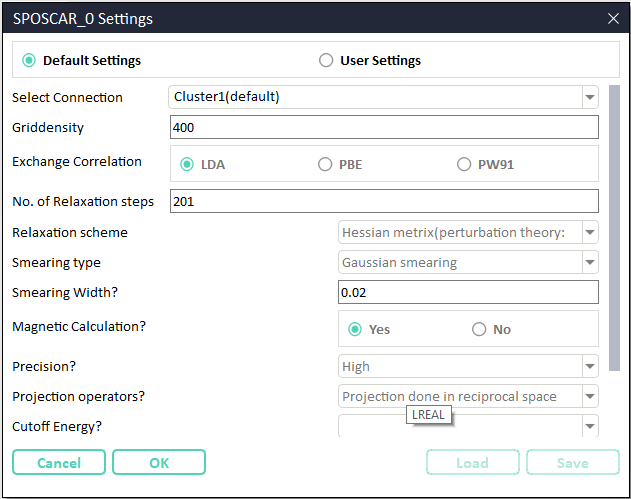 SPOSCAR_0 Settings
Default Settings
User Settings
Select Connection
Cluster1(default)
Griddensity
400
Exchange Correlation
LDA
PBE
PW91
No. of Relaxation steps
201
Relaxation scheme
Hessian metrix(perturbation theory:
Smearing type
Gaussian smearing
Smearing Width?
0.02
Magnetic Calculation?
Yes
No
Precision?
High
Projection operators?
Projection done in reciprocal space
LREAL
Cutoff Energy?
Cancel
OK
Load
Save